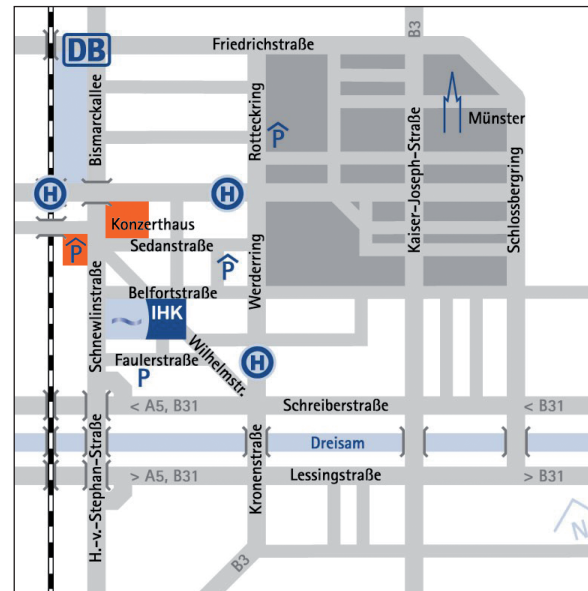 B3
DB
Friedrichstraße
Bismarckallee
Rotteckring
P
Münster
Kaiser-Joseph-Straße
Schlossbergring
H
H
Konzerthaus
Sedanstraße
P
P
Werderring
Belfortstraße
IHK
Schnewlinstraße
Wilhelmstr.
Faulerstraße
H
P
< A5, B31
Schreiberstraße
< B31
Dreisam
H.-v.-Stephan-Straße
Kronenstraße
> A5, B31
Lessingstraße
> B31
N
B3
B3